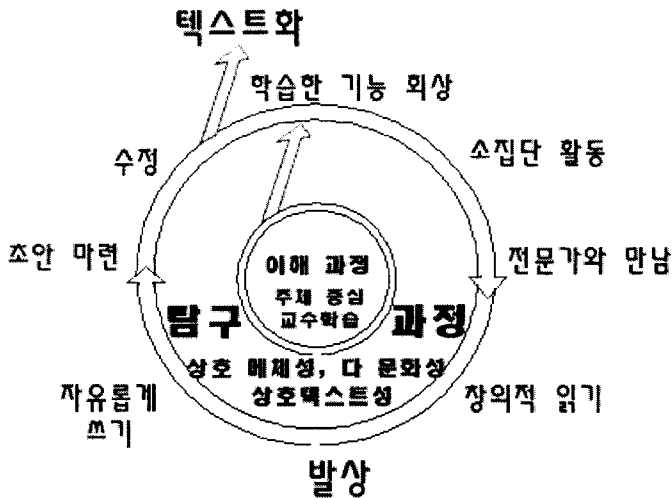 텍스트화
학습한 기능 회상
수정
소집단 활동
초안 마련
이해 과정
전문가와 만남
주제 중심
교수학습
탐구 과정
상호 메체성, 다 문화성
상호텍스트성
자유롭게
쓰기
창의적 읽기
발상